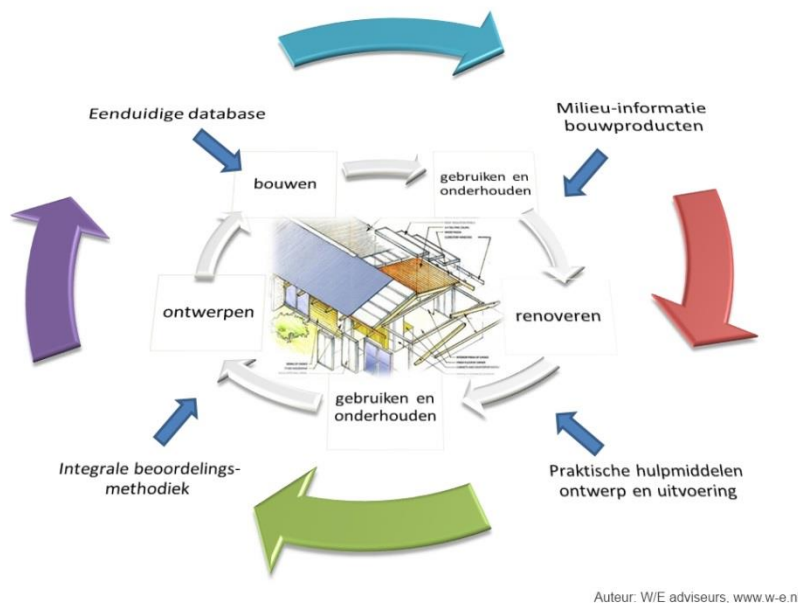 Eenduidige database
Milieu-informatie
bouwproducten
bouwen
gebruiken en
onderhouden
ontwerpen
renoveren
gebruiken en
onderhouden
Integrale beoordelings-
methodiek
Praktische hulpmiddelen
ontwerp en uitvoering
Auteur: W/E adviseurs, www.w-e.n